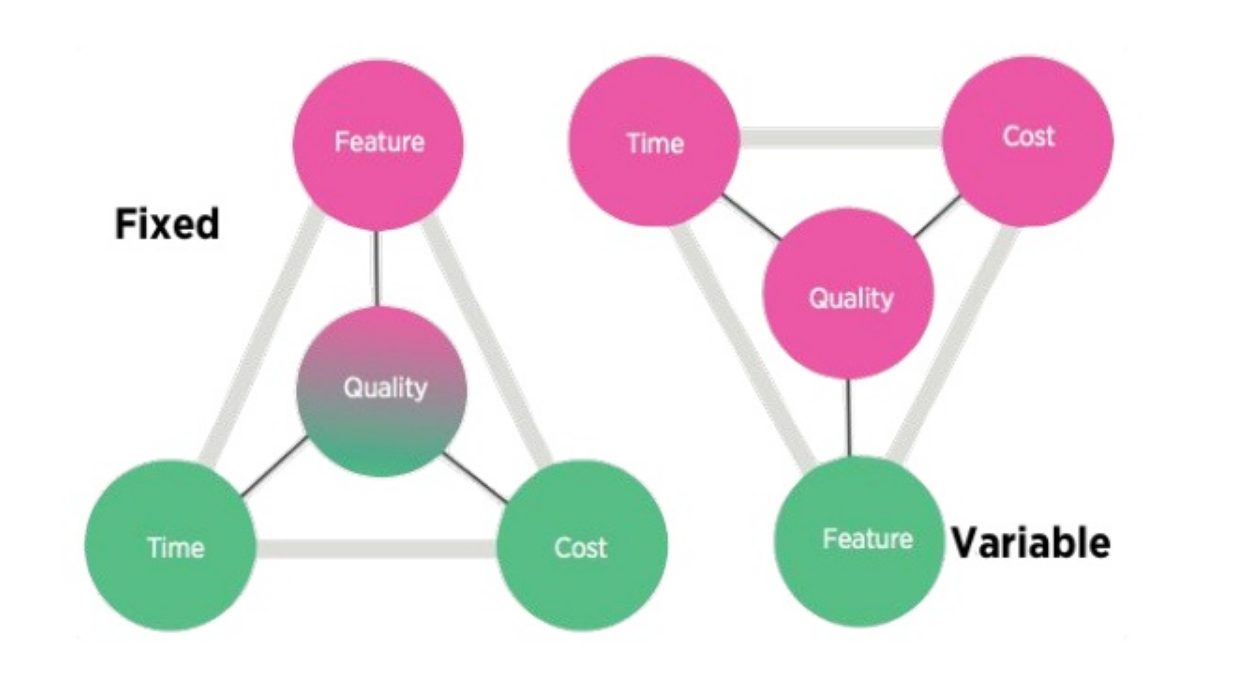 Feature
Fixed
Quality
Time
Cost
Time
Cost
Quality
Feature
Variable